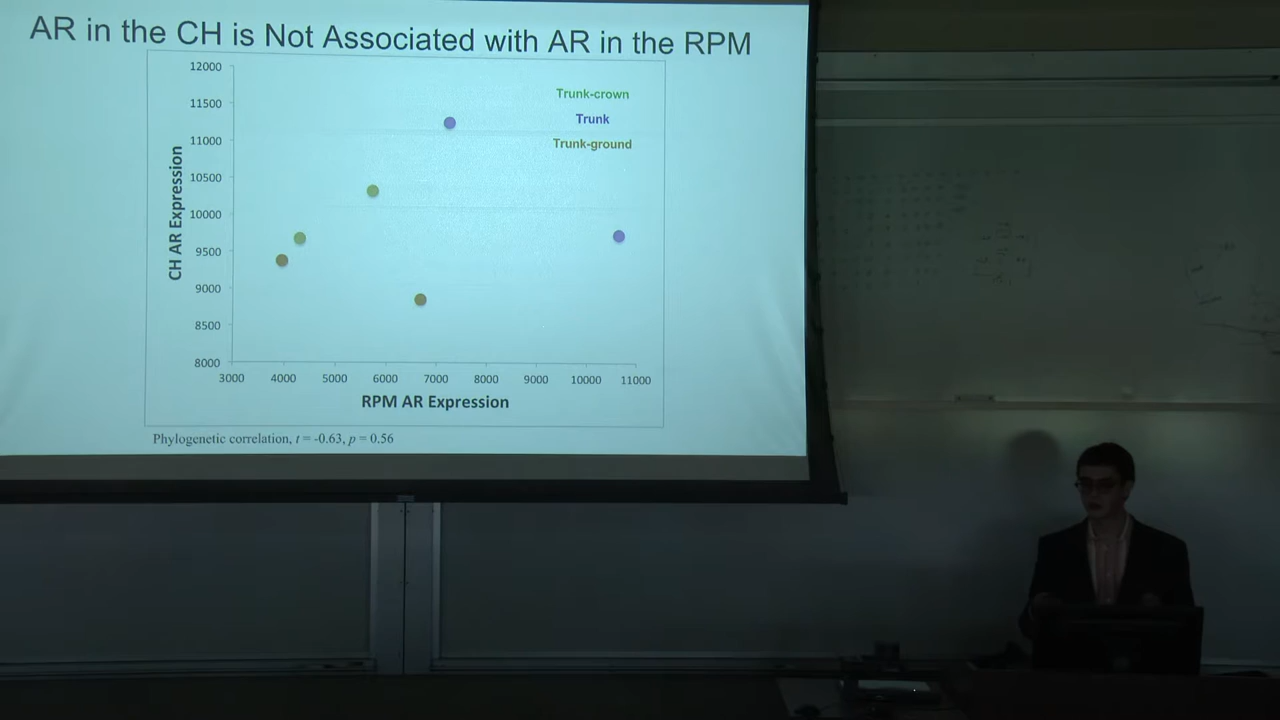 AR in the CH is Not Associated with AR in the RPM
12000
11500
11000
10500
10000
9500
9000
8500
8000
CH AR Expression
Trunk-crown
Trunk
Trunk-ground
3000 4000 5000 6000 7000 8000 9000 10000 11000
RPM AR Expression
Phylogenetic correlation, t = -0.63, p = 0.56